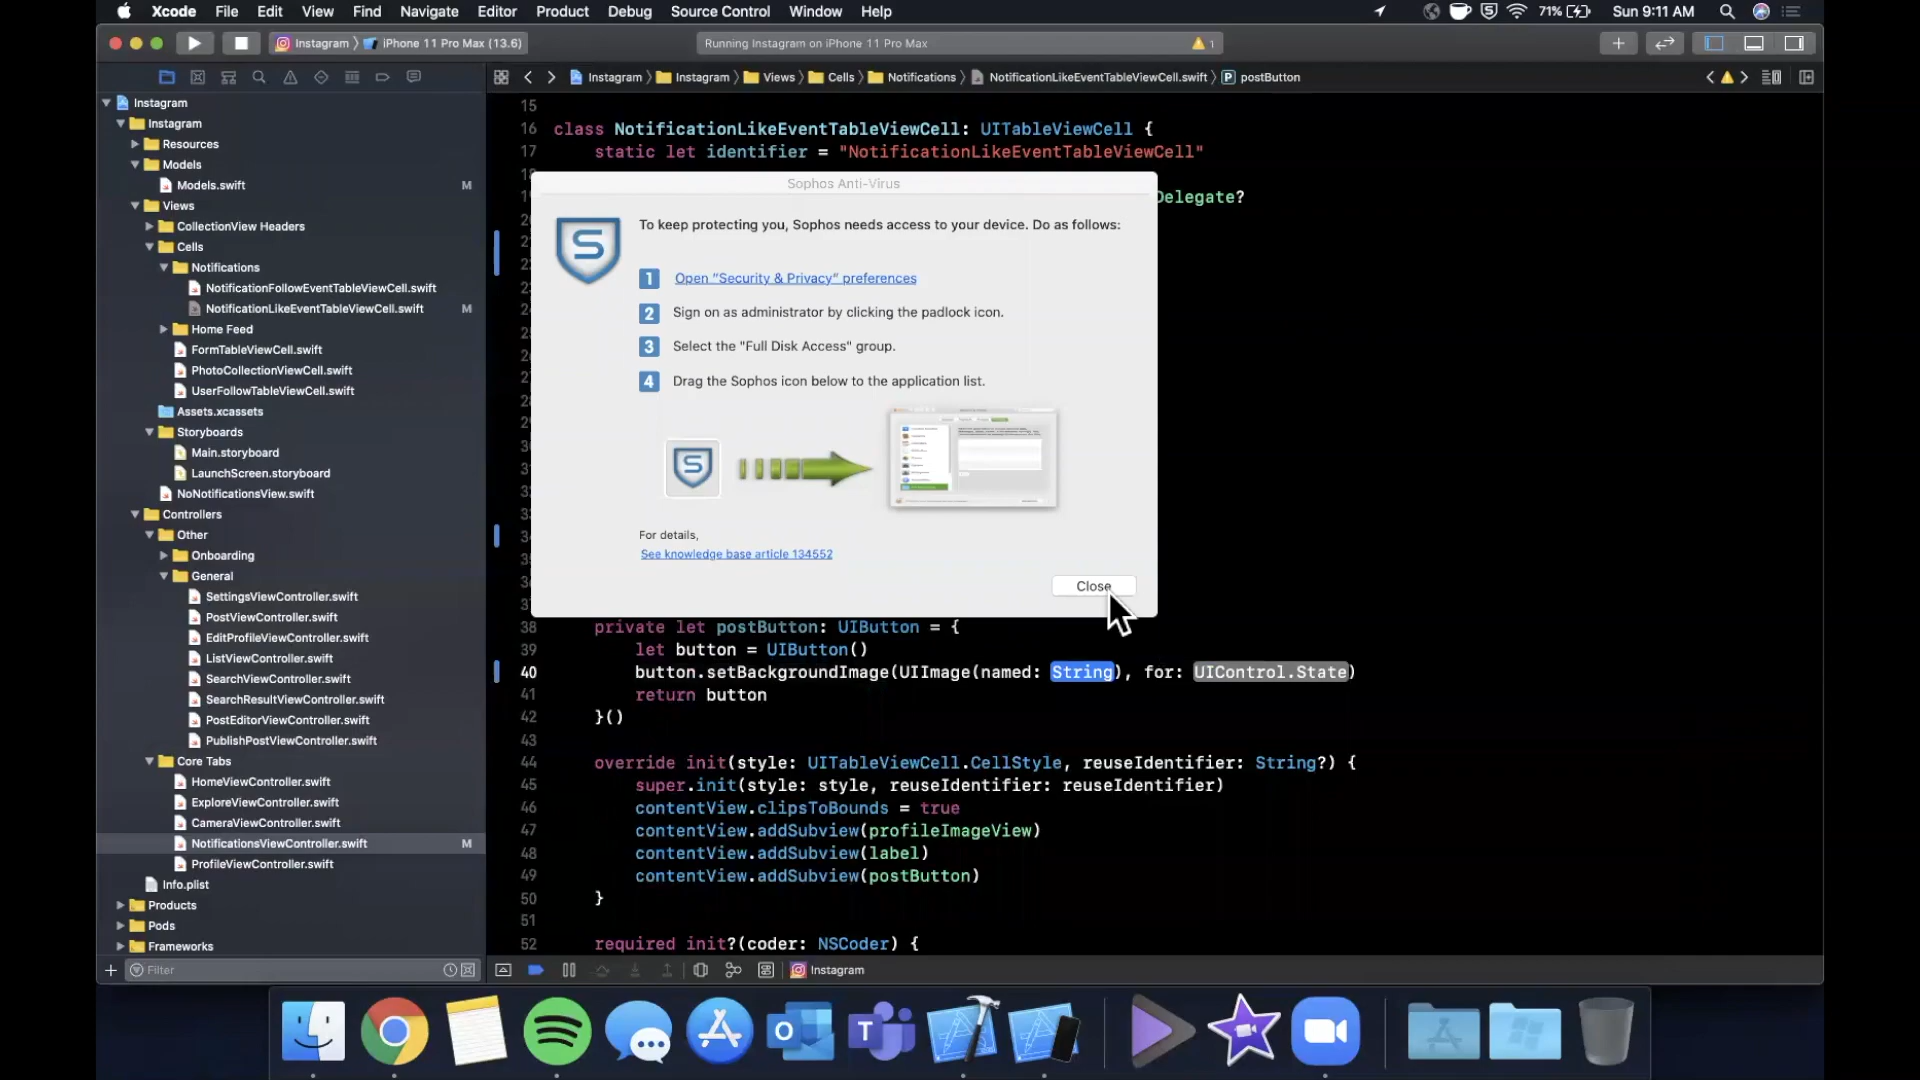 Xcode File Edit View Find Navigate Editor Product Debug Source Control Window Help
71% Sun 9:11 AM
Instagram iPhone 11 Pro Max (13.6)
Running Instagram on iPhone 11 Pro Max
1
Instagram Instagram Views Cells Notifications NotificationLikeEventTableViewCell.swift P postButton
Instagram
Instagram
Resources
Models
Models.swift M
Views
CollectionView Headers
Cells
Notifications
NotificationFollowEventTableViewCell.swift
NotificationLikeEventTableViewCell.swift M
Home Feed
FormTableViewCell.swift
PhotoCollectionViewCell.swift
UserFollowTableViewCell.swift
Assets.xcassets
Storyboards
Main.storyboard
LaunchScreen.storyboard
NoNotificationsView.swift
Controllers
Other
Onboarding
General
SettingsViewController.swift
PostViewController.swift
EditProfileViewController.swift
ListViewController.swift
SearchViewController.swift
SearchResultViewController.swift
PostEditorViewController.swift
PublishPostViewController.swift
Core Tabs
HomeViewController.swift
ExploreViewController.swift
CameraViewController.swift
NotificationsViewController.swift M
ProfileViewController.swift
Info.plist
Products
Pods
Frameworks
Filter
15
16 class NotificationLikeEventTableViewCell: UITableViewCell {
17 static let identifier = "NotificationLikeEventTableViewCell"
Delegate?
Sophos Anti-Virus
S
To keep protecting you, Sophos needs access to your device. Do as follows:
1 Open "Security & Privacy" preferences
2 Sign on as administrator by clicking the padlock icon.
3 Select the "Full Disk Access" group.
4 Drag the Sophos icon below to the application list.
S
For details,
See knowledge base article 134552
Close
38 private let postButton: UIButton = {
39 let button = UIButton()
40 button.setBackgroundImage(UIImage(named: String), for: UIControl.State)
41 return button
42 }()
43
44 override init(style: UITableViewCell.CellStyle, reuseIdentifier: String?) {
45 super.init(style: style, reuseIdentifier: reuseIdentifier)
46 contentView.clipsToBounds = true
47 contentView.addSubview(profileImageView)
48 contentView.addSubview(label)
49 contentView.addSubview(postButton)
50 }
51
52 required init?(coder: NSCoder) {
Instagram